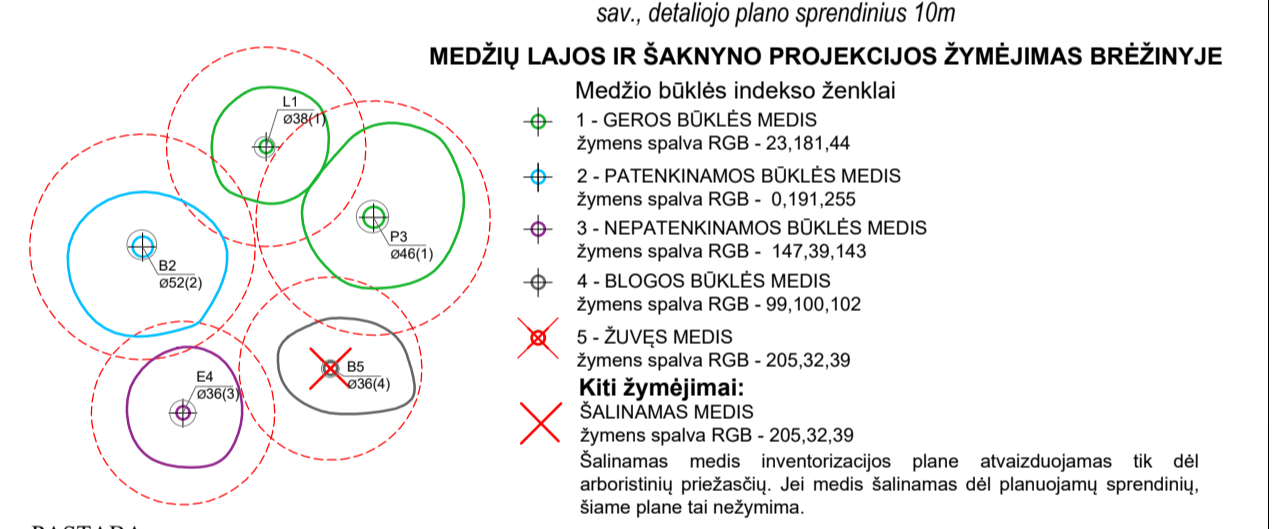 sav., detaliojo plano sprendinius 10m
MEDŽIŲ LAJOS IR ŠAKNYNO PROJEKCIJOS ŽYMĖJIMAS BRĖŽINYJE
Medžio būklės indekso ženklai
1 - GEROS BŪKLĖS MEDIS
žymens spalva RGB - 23,181,44
2 - PATENKINAMOS BŪKLĖS MEDIS
žymens spalva RGB -  0,191,255
3 - NEPATENKINAMOS BŪKLĖS MEDIS
žymens spalva RGB -  147,39,143
4 - BLOGOS BŪKLĖS MEDIS
žymens spalva RGB - 99,100,102
5 - ŽUVĘS MEDIS
žymens spalva RGB - 205,32,39
Kiti žymėjimai:
ŠALINAMAS MEDIS
žymens spalva RGB - 205,32,39
Šalinamas medis inventorizacijos plane atvaizduojamas tik dėl
arboristinių priežasčių. Jei medis šalinamas dėl planuojamų sprendinių,
šiame plane tai nežymima.
L1
ø38(1)
P3
ø46(1)
B2
ø52(2)
B5
ø36(4)
E4
ø36(3)